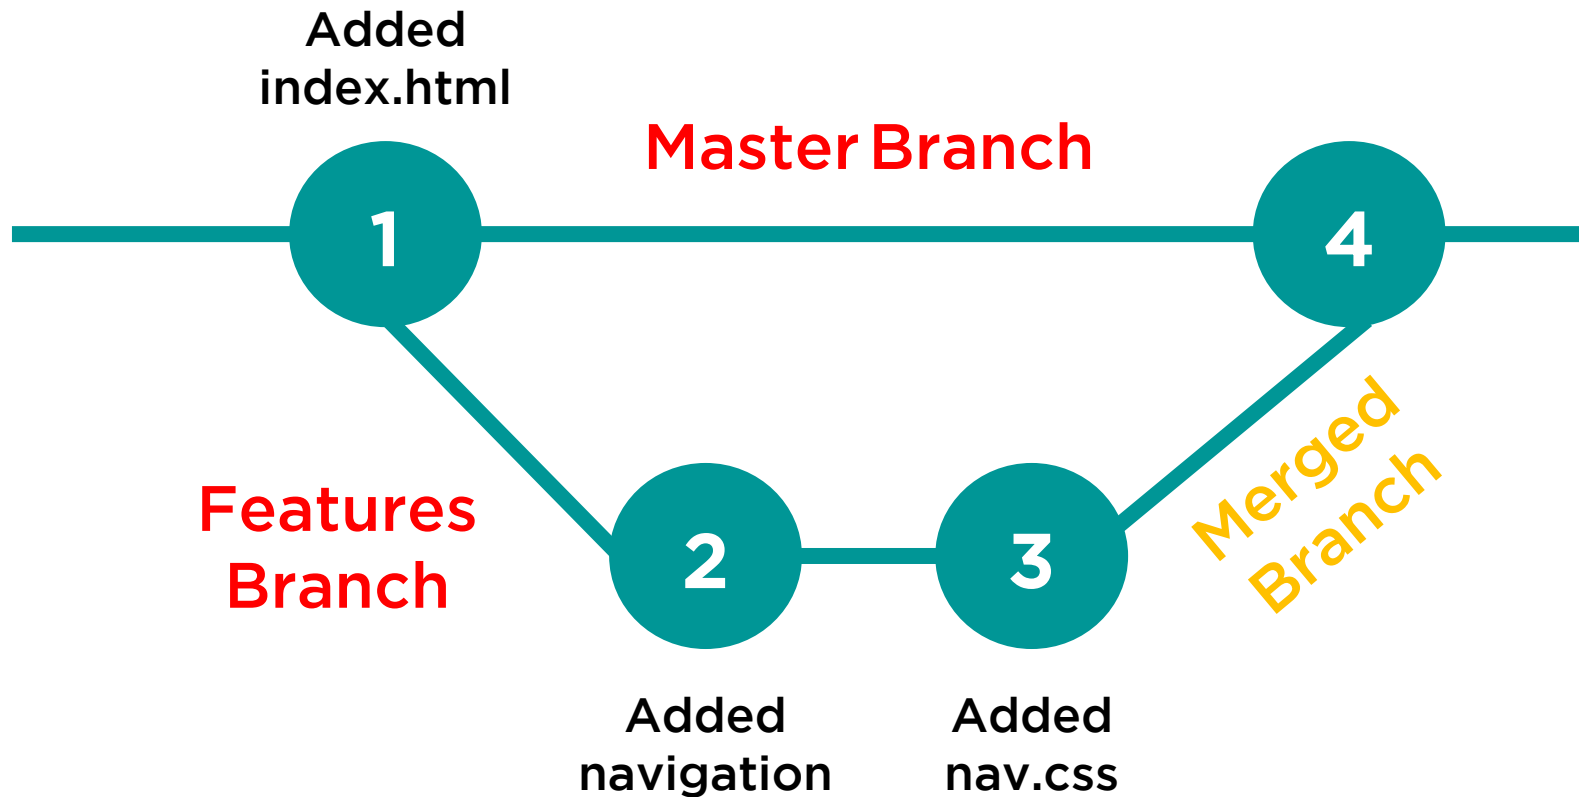 Added
index.html
Master Branch
1
4
Features
Branch
2
3
Merged
Branch
Added
navigation
Added
nav.css